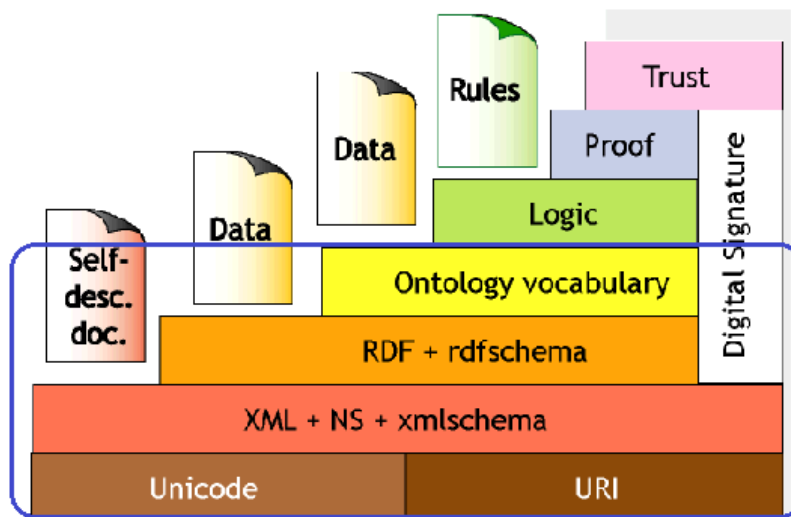 Trust
Rules
Proof
Data
Logic
Digital Signature
Data
Self-
desc.
doc.
Ontology vocabulary
RDF + rdfschema
XML + NS + xmlschema
Unicode
URI